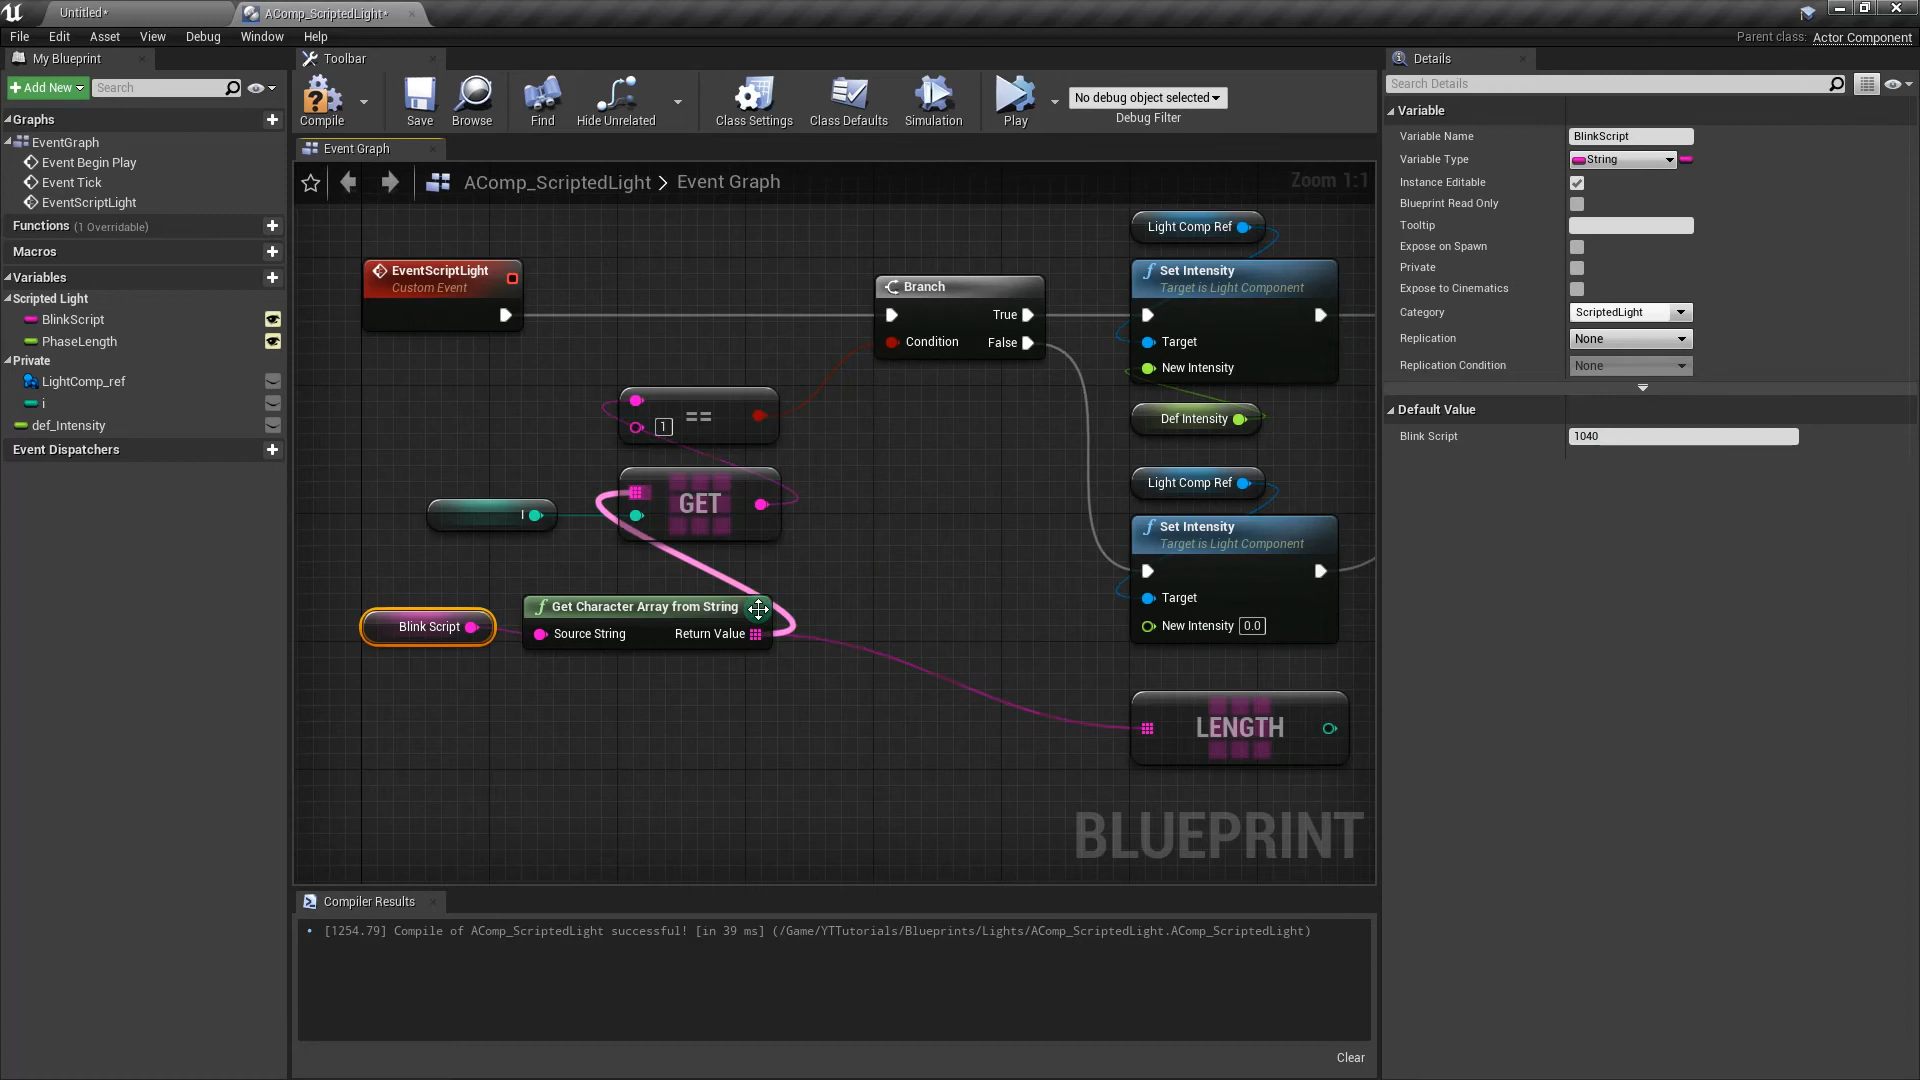 Untitled*
AComp_ScriptedLight*
File Edit Asset View Debug Window Help
Parent class: Actor Component
My Blueprint
Toolbar
Details
Add New
Search
Compile
Save
Browse
Find
Hide Unrelated
Class Settings
Class Defaults
Simulation
Play
No debug object selected
Debug Filter
Search Details
Graphs
EventGraph
Event Begin Play
Event Tick
EventScriptLight
Functions (1 Overridable)
Macros
Variables
Scripted Light
BlinkScript
PhaseLength
Private
LightComp_ref
i
def_Intensity
Event Dispatchers
Event Graph
AComp_ScriptedLight > Event Graph
Zoom 1:1
EventScriptLight
Custom Event
Branch
True
Condition
False
Light Comp Ref
Set Intensity
Target is Light Component
Target
New Intensity
Def Intensity
1
==
I
GET
Light Comp Ref
Set Intensity
Target is Light Component
Target
New Intensity 0.0
Blink Script
Get Character Array from String
Source String
Return Value
LENGTH
BLUEPRINT
Variable
Variable Name BlinkScript
Variable Type String
Instance Editable
Blueprint Read Only
Tooltip
Expose on Spawn
Private
Expose to Cinematics
Category ScriptedLight
Replication None
Replication Condition None
Default Value
Blink Script 1040
Compiler Results
[1254.79] Compile of AComp_ScriptedLight successful! [in 39 ms] (/Game/YTTutorials/Blueprints/Lights/AComp_ScriptedLight.AComp_ScriptedLight)
Clear